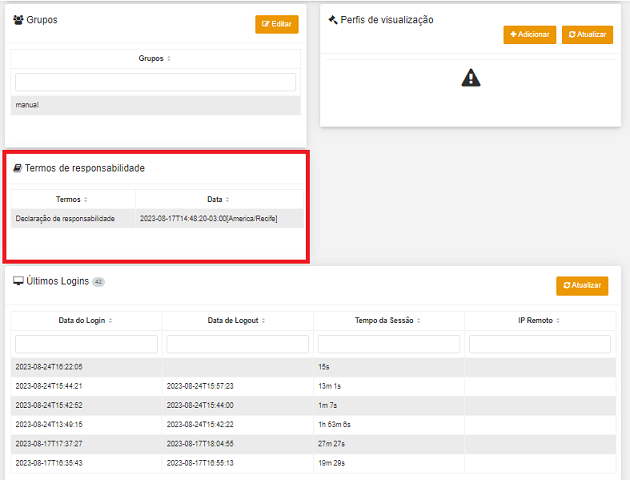 Grupos
Editar
Grupos
manual
Perfis de visualização
Adicionar
Atualizar
Termos de responsabilidade
Termos
Data
Declaração de responsabilidade
2023-08-17T14:48:20-03:00[America/Recife]
Últimos Logins 42
Atualizar
Data do Login
Data de Logout
Tempo da Sessão
IP Remoto
2023-08-24T16:22:05
15s
2023-08-24T15:44:21
2023-08-24T15:57:23
13m 1s
2023-08-24T15:42:52
2023-08-24T15:44:00
1m 7s
2023-08-24T13:49:15
2023-08-24T15:42:22
1h 53m 6s
2023-08-17T17:37:27
2023-08-17T18:04:55
27m 27s
2023-08-17T16:35:43
2023-08-17T16:55:13
19m 29s